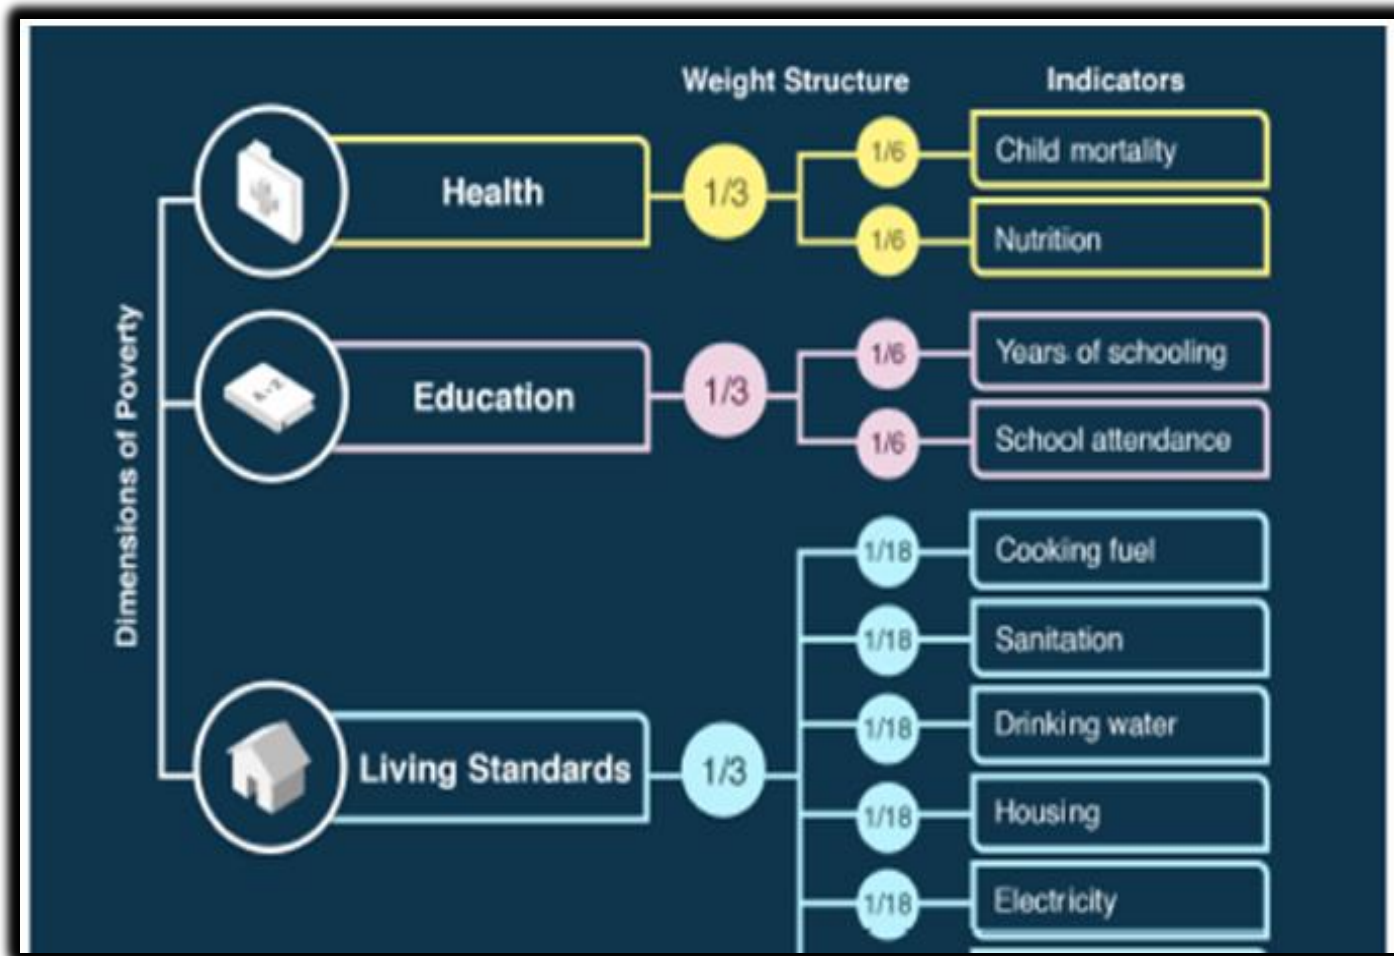 Weight Structure
Indicators
Dimensions of Poverty
Health
1/3
1/6
Child mortality
1/6
Nutrition
Education
1/3
1/6
Years of schooling
1/6
School attendance
Living Standards
1/3
1/18
Cooking fuel
1/18
Sanitation
1/18
Drinking water
1/18
Housing
1/18
Electricity